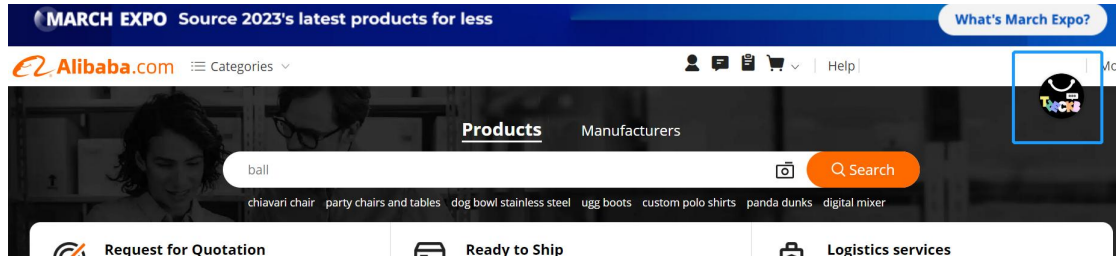 MARCH EXPO Source 2023's latest products for less What's March Expo?
Alibaba.com Categories Help Mo
Products Manufacturers
ball Search
chiavari chair party chairs and tables dog bowl stainless steel ugg boots custom polo shirts panda dunks digital mixer
Request for Quotation Ready to Ship Logistics services